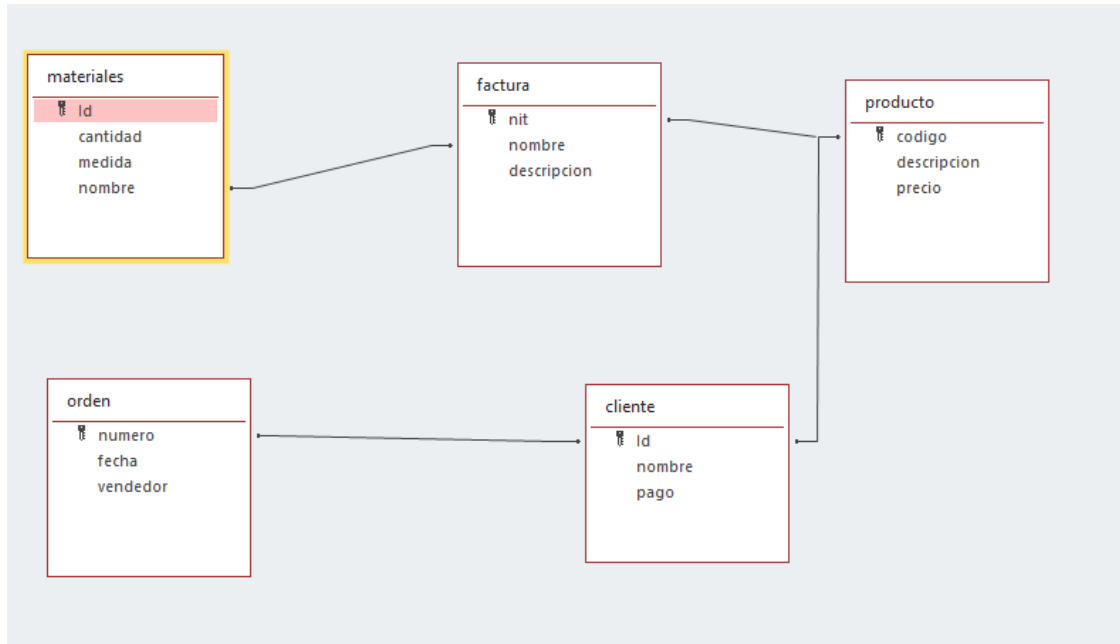 materiales
Id
cantidad
medida
nombre
factura
nit
nombre
descripcion
producto
codigo
descripcion
precio
orden
numero
fecha
vendedor
cliente
Id
nombre
pago